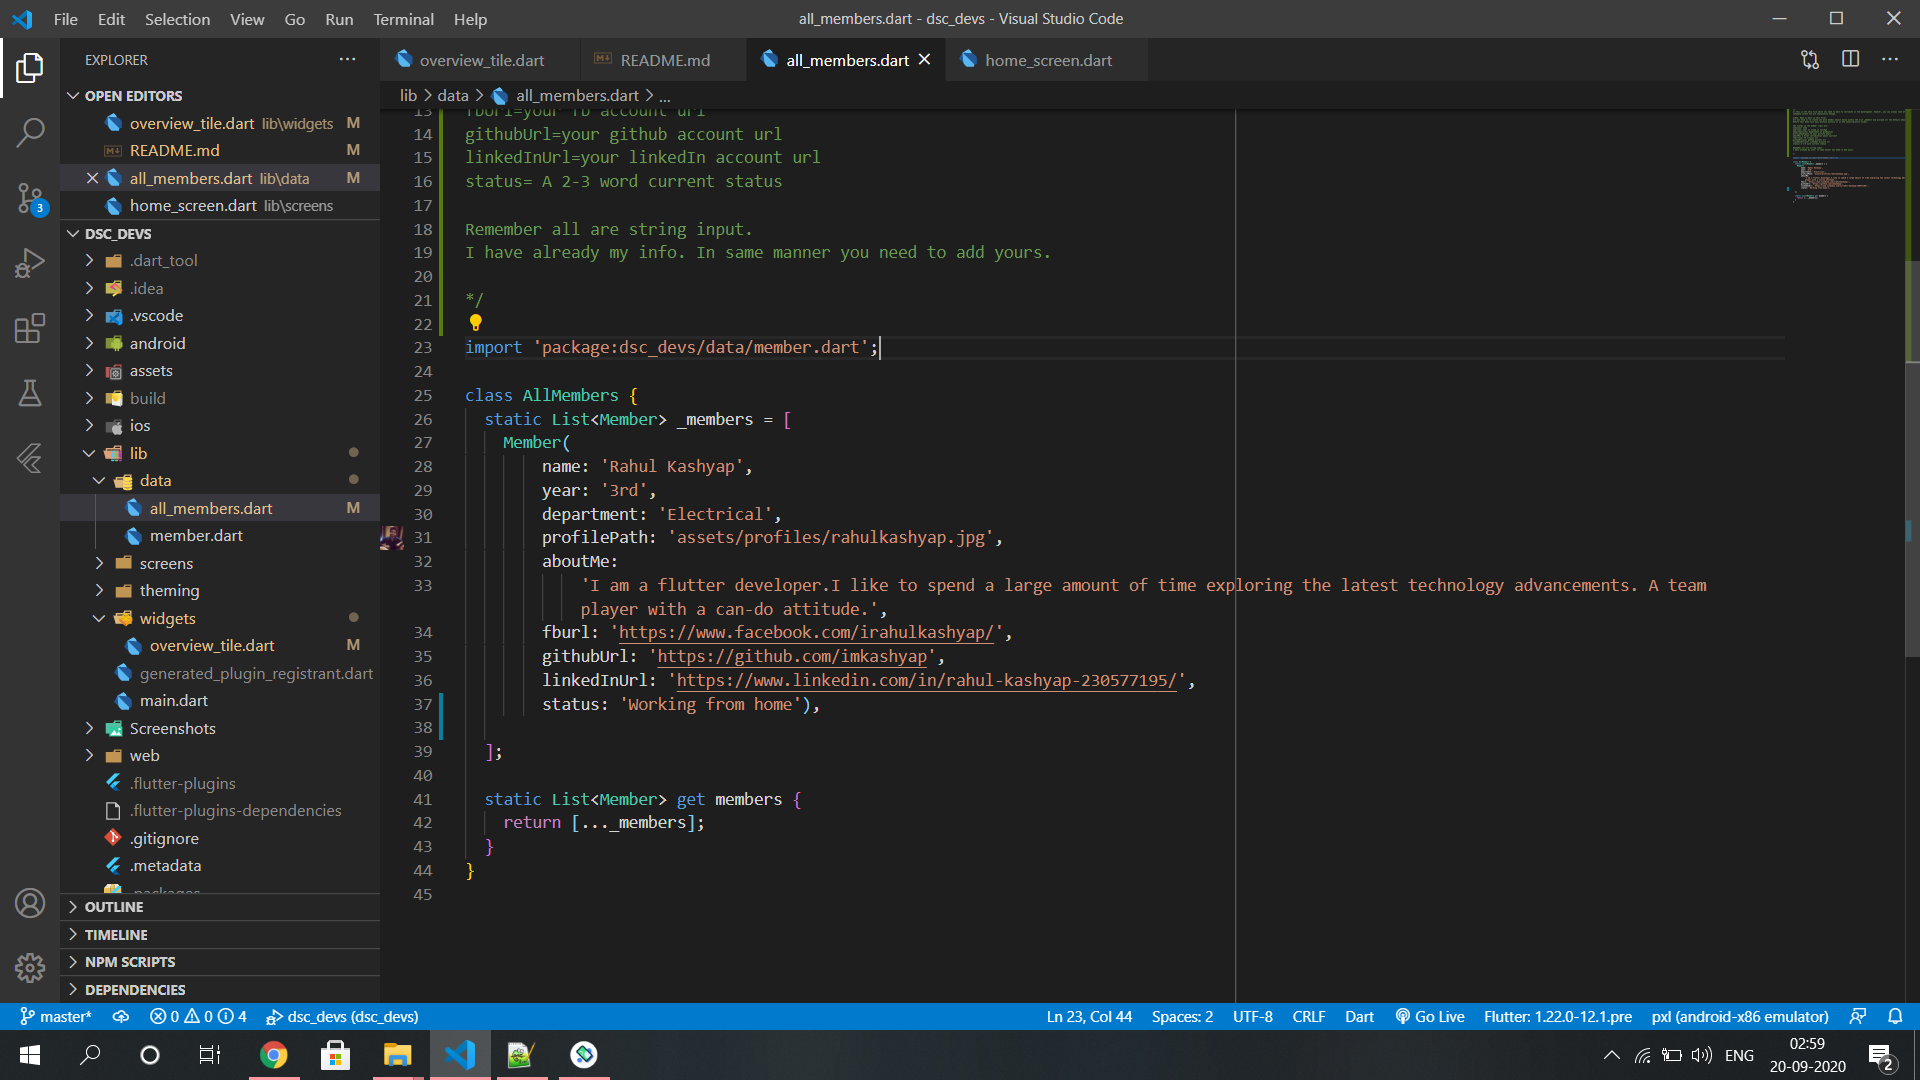 File Edit Selection View Go Run Terminal Help
all_members.dart - dsc_devs - Visual Studio Code
EXPLORER
OPEN EDITORS
overview_tile.dart lib\widgets M
README.md M
all_members.dart lib\data M
home_screen.dart lib\screens
DSC_DEVS
.dart_tool
.idea
.vscode
android
assets
build
ios
lib
data
all_members.dart M
member.dart
screens
theming
widgets
overview_tile.dart M
generated_plugin_registrant.dart
main.dart
Screenshots
web
.flutter-plugins
.flutter-plugins-dependencies
.gitignore
.metadata
.packages
OUTLINE
TIMELINE
NPM SCRIPTS
DEPENDENCIES
3
overview_tile.dart README.md all_members.dart home_screen.dart
lib > data > all_members.dart > ...
13 fbUrl=your fb account url
14 githubUrl=your github account url
15 linkedInUrl=your linkedIn account url
16 status= A 2-3 word current status
17
18 Remember all are string input.
19 I have already my info. In same manner you need to add yours.
20
21 */
22
23 import 'package:dsc_devs/data/member.dart';
24
25 class AllMembers {
26 static List<Member> _members = [
27 Member(
28 name: 'Rahul Kashyap',
29 year: '3rd',
30 department: 'Electrical',
31 profilePath: 'assets/profiles/rahulkashyap.jpg',
32 aboutMe:
33 'I am a flutter developer.I like to spend a large amount of time exploring the latest technology advancements. A team
player with a can-do attitude.',
34 fburl: 'https://www.facebook.com/irahulkashyap/',
35 githubUrl: 'https://github.com/imkashyap',
36 linkedInUrl: 'https://www.linkedin.com/in/rahul-kashyap-230577195/',
37 status: 'Working from home'),
38
39 ];
40
41 static List<Member> get members {
42 return [..._members];
43 }
44 }
45
master* 0 0 4 dsc_devs (dsc_devs) Ln 23, Col 44 Spaces: 2 UTF-8 CRLF Dart Go Live Flutter: 1.22.0-12.1.pre pxl (android-x86 emulator)
ENG
02:59
20-09-2020
2